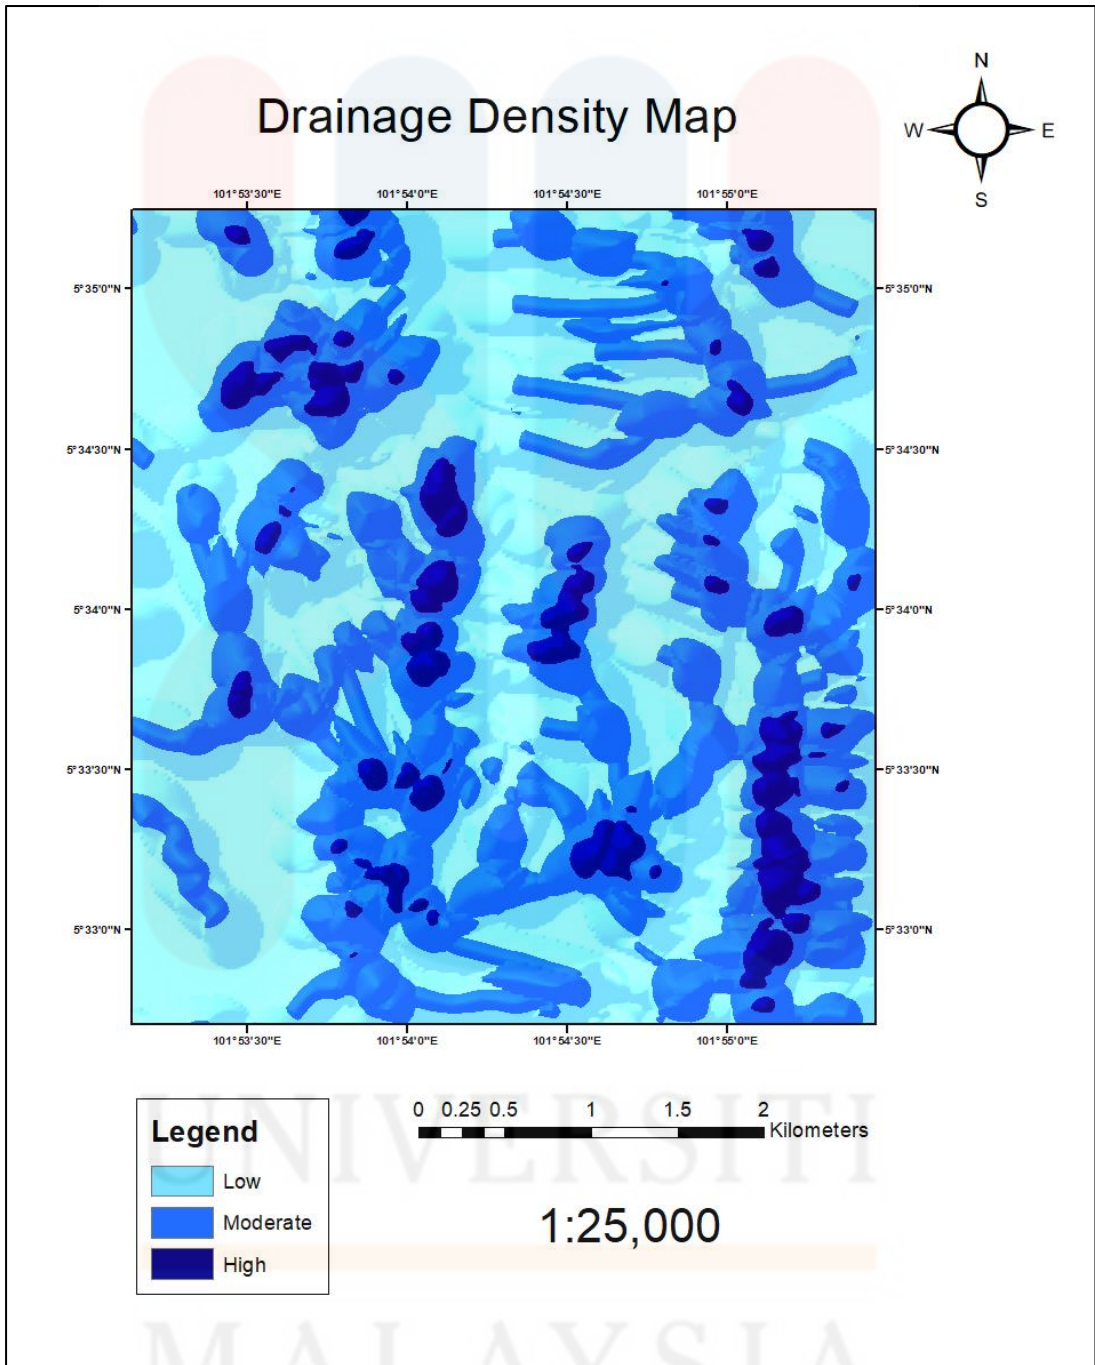 N
Drainage Density Map
W E
S
101°53'30"E 101°54'0"E 101°54'30"E 101°55'0"E
5°35'0"N 5°35'0"N
5°34'30"N 5°34'30"N
5°34'0"N 5°34'0"N
5°33'30"N 5°33'30"N
5°33'0"N 5°33'0"N
101°53'30"E 101°54'0"E 101°54'30"E 101°55'0"E
UNIVERSITI
0 0.25 0.5 1 1.5 2
Kilometers
Legend
Low
Moderate
High
1:25,000
MALAYSIA